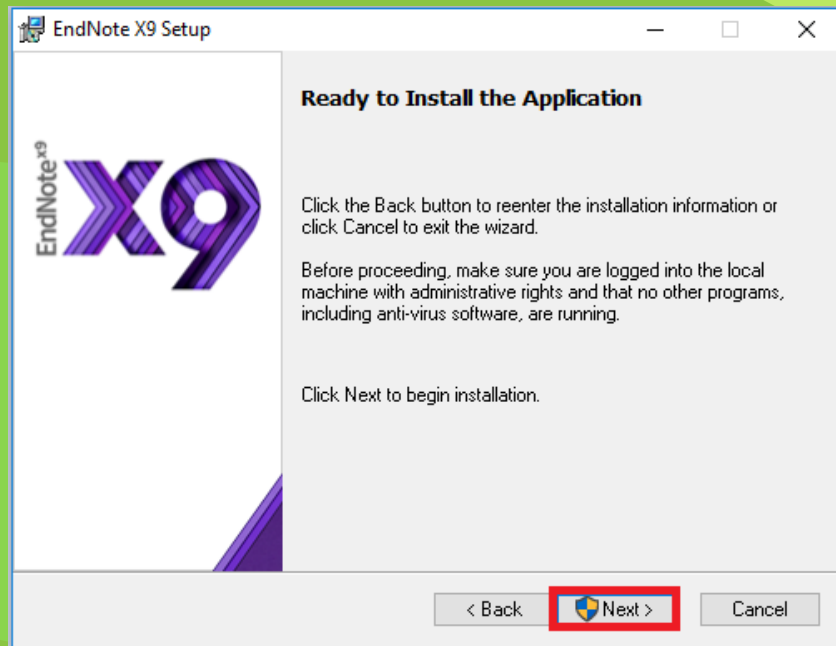 EndNote X9 Setup
Ready to Install the Application
EndNote X9
X9
Click the Back button to reenter the installation information or
click Cancel to exit the wizard.
Before proceeding, make sure you are logged into the local
machine with administrative rights and that no other programs,
including anti-virus software, are running.
Click Next to begin installation.
< Back
Next >
Cancel